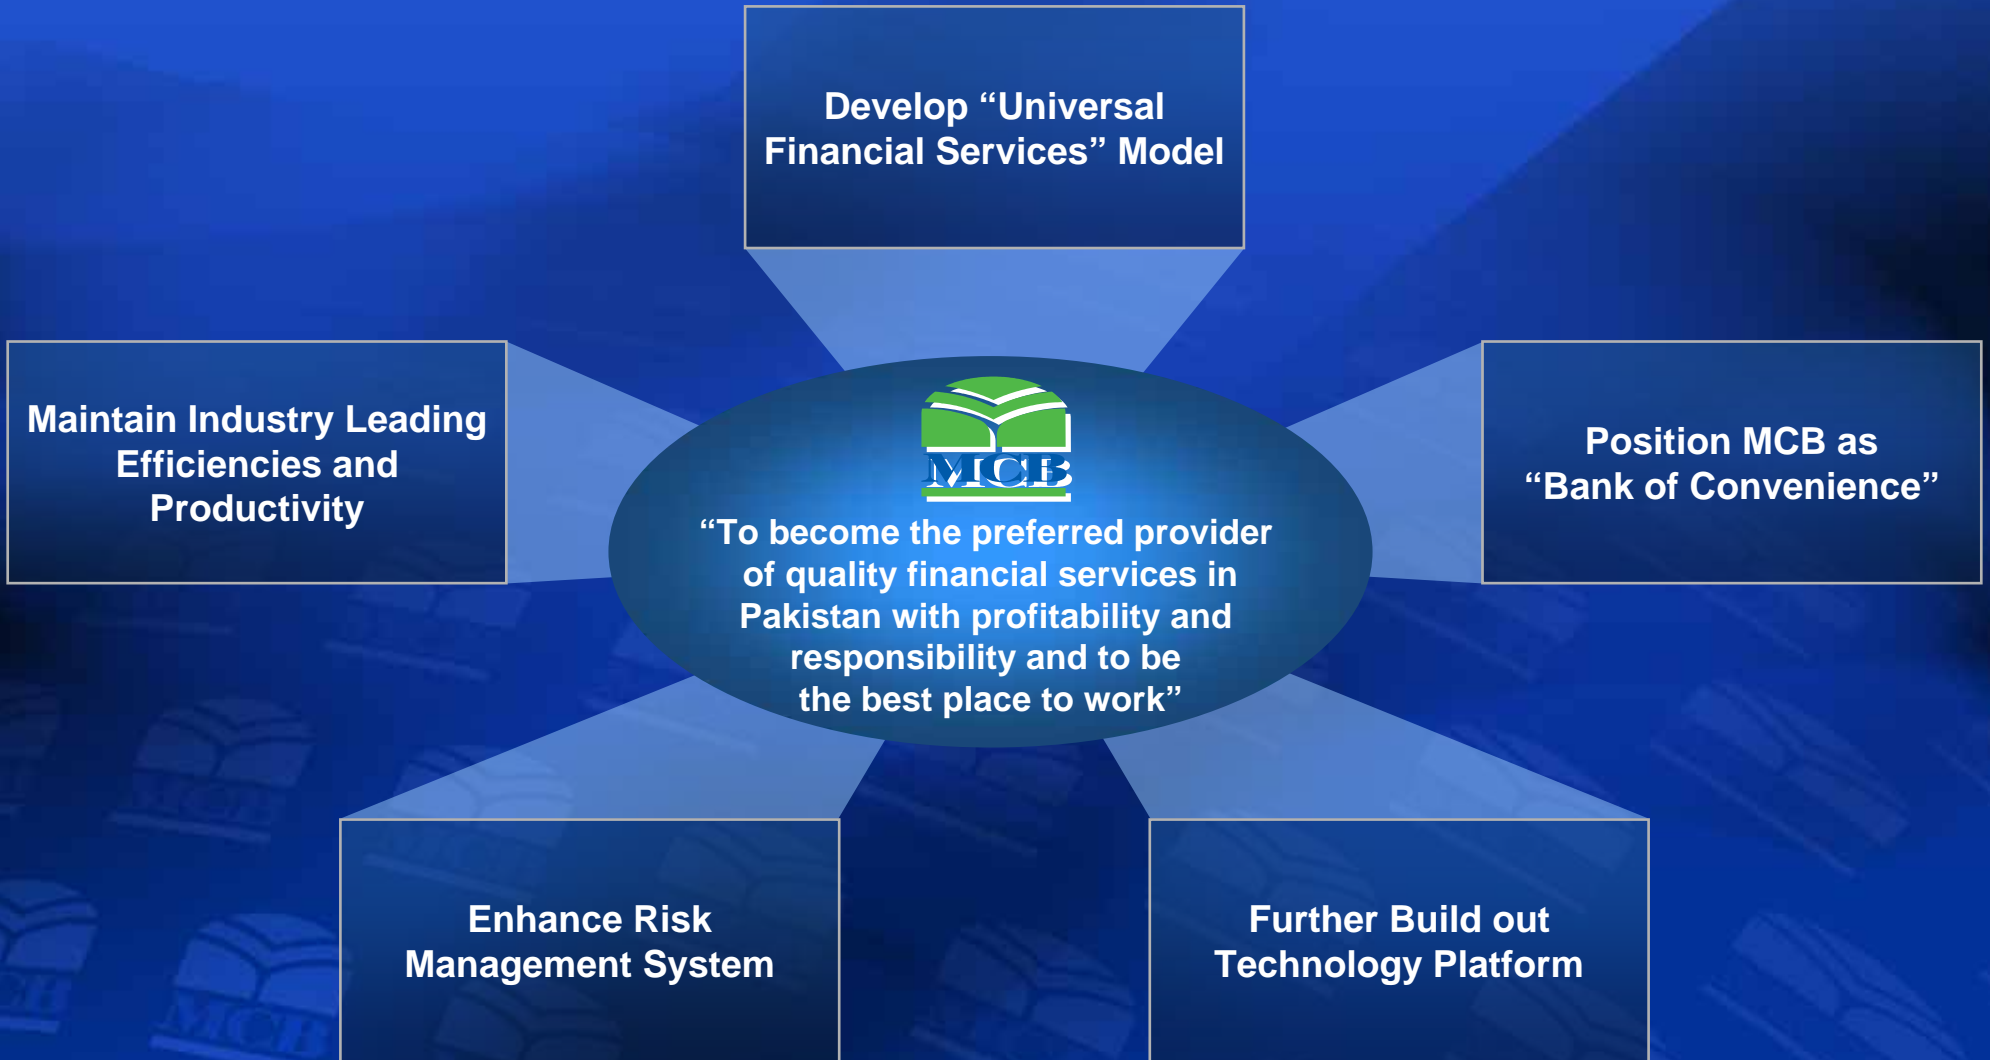 Develop “Universal
Financial Services” Model
Maintain Industry Leading
Efficiencies and
Productivity
MCB
“To become the preferred provider
of quality financial services in
Pakistan with profitability and
responsibility and to be
the best place to work”
Position MCB as
“Bank of Convenience”
Enhance Risk
Management System
Further Build out
Technology Platform
MCB